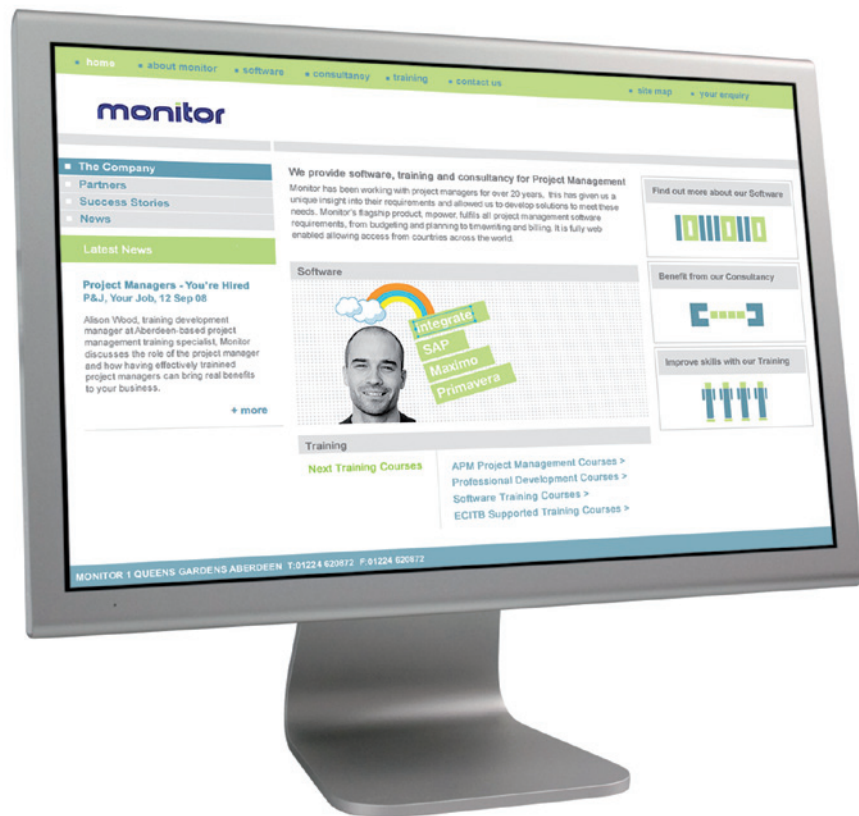 home
about monitor
software
consultancy
training
contact us
site map
your enquiry
monitor
The Company
Partners
Success Stories
News
Latest News
Project Managers - You're Hired
P&J, Your Job, 12 Sep 08
Alison Wood, training development
manager at Aberdeen-based project
management training specialist, Monitor
discusses the role of the project manager
and how having effectively trainined
project managers can bring real benefits
to your business.
+ more
We provide software, training and consultancy for Project Management
Monitor has been working with project managers for over 20 years, this has given us a
unique insight into their requirements and allowed us to develop solutions to meet these
needs. Monitor's flagship product, mpower, fulfils all project management software
requirements, from budgeting and planning to timewriting and billing. It is fully web
enabled allowing access from countries across the world.
Software
integrate
SAP
Maximo
Primavera
Training
Next Training Courses
APM Project Management Courses >
Professional Development Courses >
Software Training Courses >
ECITB Supported Training Courses >
Find out more about our Software
Benefit from our Consultancy
Improve skills with our Training
MONITOR 1 QUEENS GARDENS ABERDEEN T:01224 620872 F:01224 620872